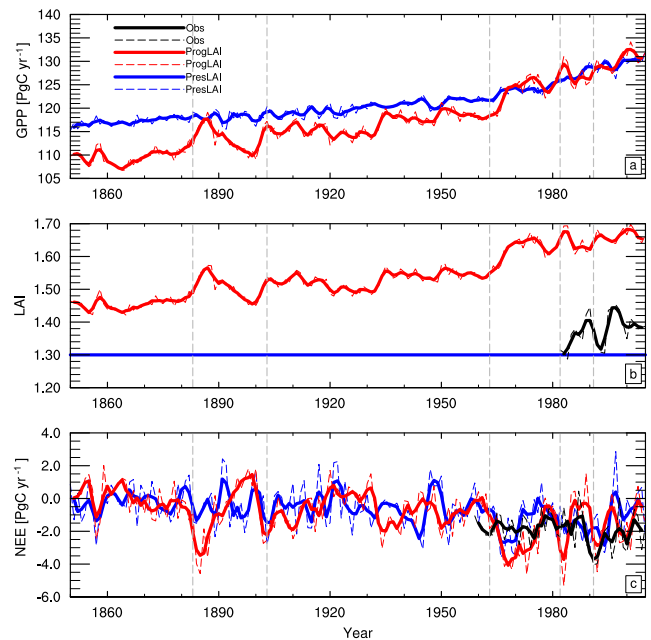 140
135
130
125
120
115
110
105
GPP [PgC yr⁻¹]
Obs
Obs
ProgLAI
ProgLAI
PresLAI
PresLAI
a
1860 1890 1920 1950 1980
1.70
1.60
1.50
1.40
1.30
1.20
LAI
b
1860 1890 1920 1950 1980
4.0
2.0
0.0
-2.0
-4.0
-6.0
NEE [PgC yr⁻¹]
c
1860 1890 1920 1950 1980
Year